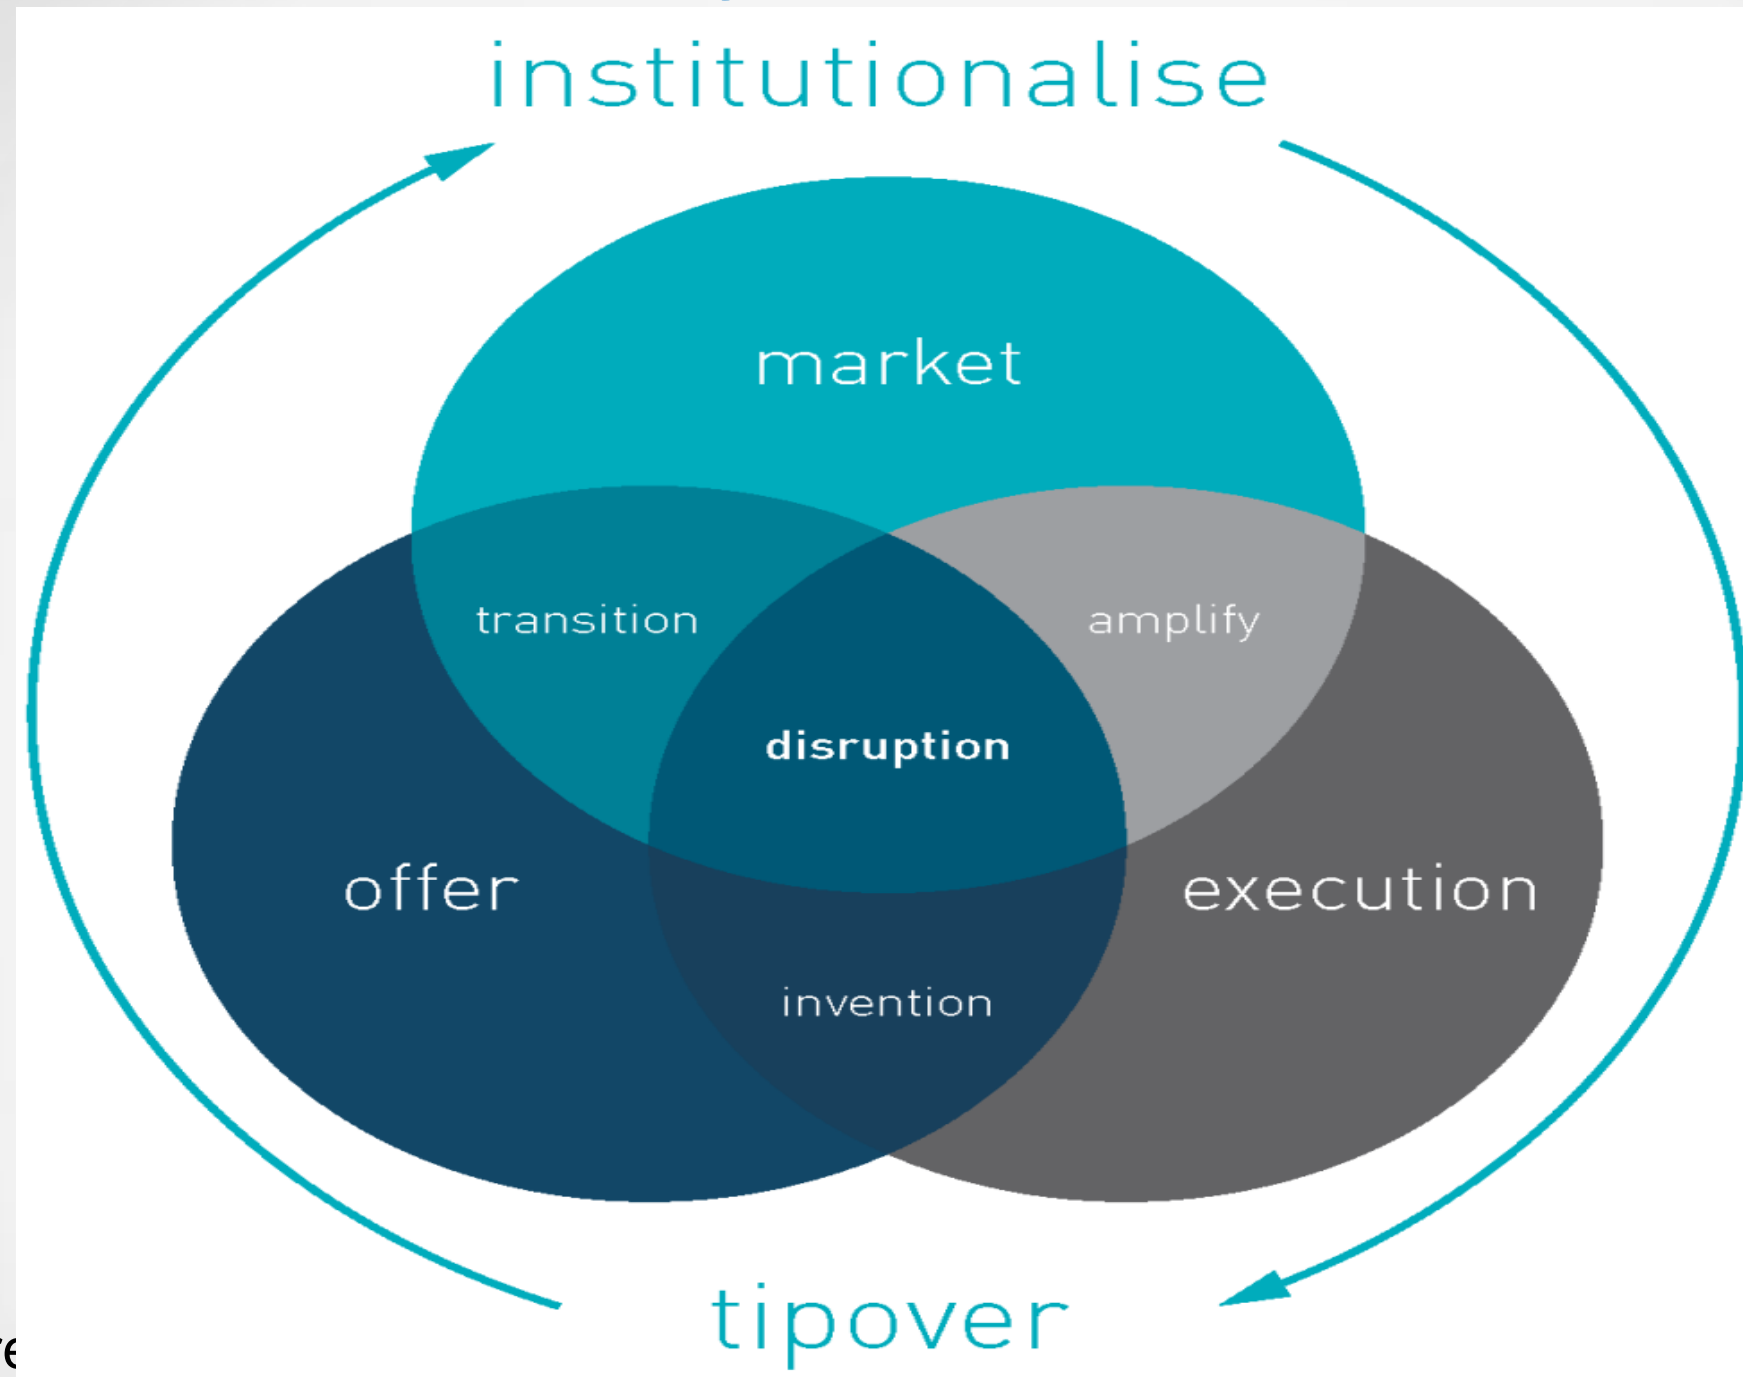 institutionalise
market
transition
amplify
disruption
offer
execution
invention
tipover